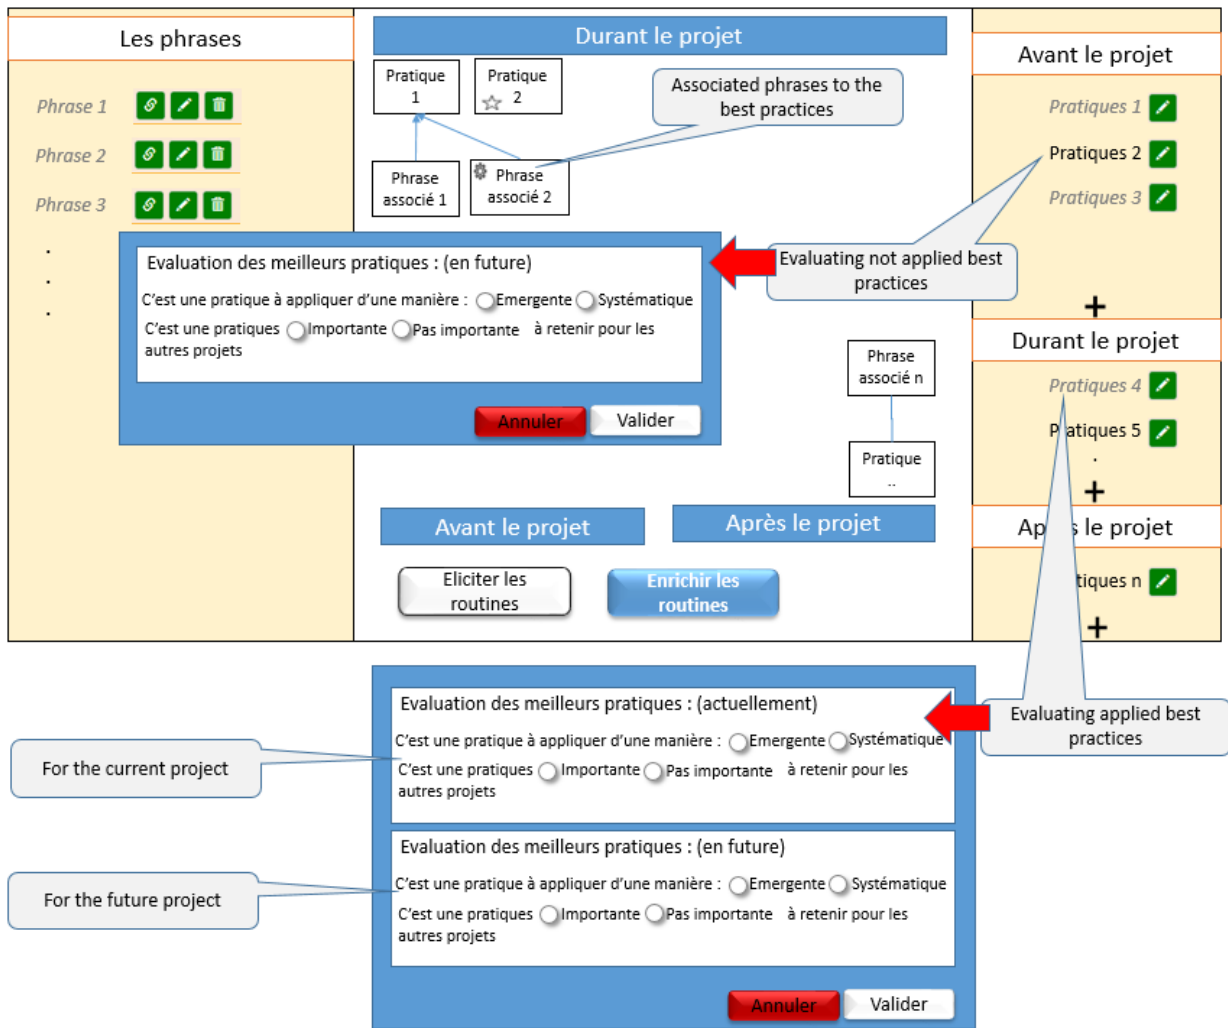 Les phrases
Phrase 1
Phrase 2
Phrase 3
.
.
.
Durant le projet
Pratique
1
Pratique
2
Associated phrases to the
best practices
Phrase
associé 1
Phrase
associé 2
Avant le projet
Pratiques 1
Pratiques 2
Pratiques 3
Evaluating not applied best
practices
+
Evaluation des meilleurs pratiques : (en future)
C'est une pratique à appliquer d'une manière : Emergente Systématique
C'est une pratiques Importante Pas importante à retenir pour les
autres projets
Annuler Valider
Phrase
associé n
Pratique
..
Durant le projet
Pratiques 4
Pratiques 5
.
+
Avant le projet
Après le projet
Eliciter les
routines
Enrichir les
routines
Après le projet
tiques n
+
Evaluation des meilleurs pratiques : (actuellement)
C'est une pratique à appliquer d'une manière : Emergente Systématique
C'est une pratiques Importante Pas importante à retenir pour les
autres projets
Evaluating applied best
practices
For the current project
Evaluation des meilleurs pratiques : (en future)
C'est une pratique à appliquer d'une manière : Emergente Systématique
C'est une pratiques Importante Pas importante à retenir pour les
autres projets
For the future project
Annuler Valider